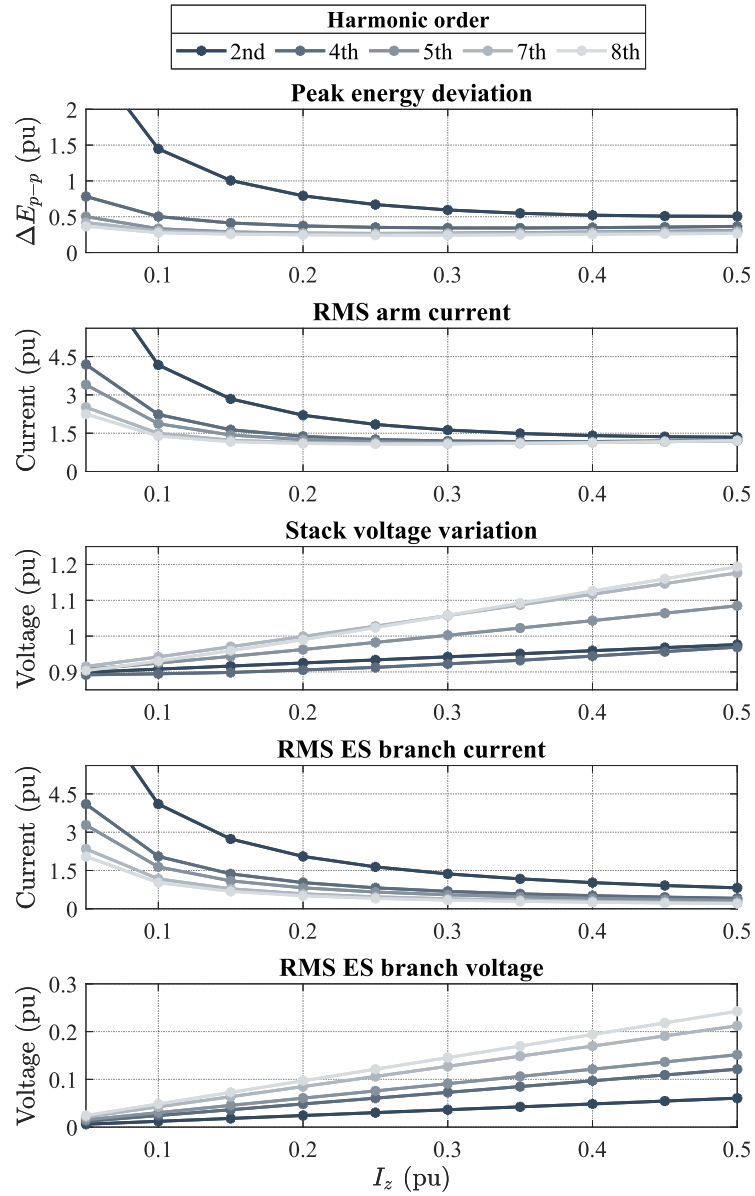 Harmonic order
2nd 4th 5th 7th 8th
Peak energy deviation
ΔE_{p−p} (pu)
2
1.5
1
0.5
0
0.1 0.2 0.3 0.4 0.5
RMS arm current
Current (pu)
4.5
3
1.5
0
0.1 0.2 0.3 0.4 0.5
Stack voltage variation
Voltage (pu)
1.2
1.1
1
0.9
0.1 0.2 0.3 0.4 0.5
RMS ES branch current
Current (pu)
4.5
3
1.5
0
0.1 0.2 0.3 0.4 0.5
RMS ES branch voltage
Voltage (pu)
0.3
0.2
0.1
0
0.1 0.2 0.3 0.4 0.5
I_z (pu)